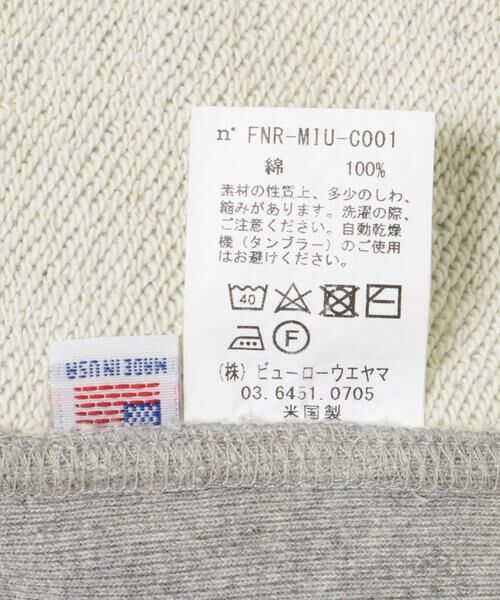 n° FNR-MIU-C001
綿 100%
素材の性質上、多少のしわ、
縮みがあります。洗濯の際、
ご注意ください。自動乾燥
機(タンブラー)のご使用
はお避けください。
40
F
(株)ビューローウエヤマ
03.6451.0705
米国製
MADE IN USA